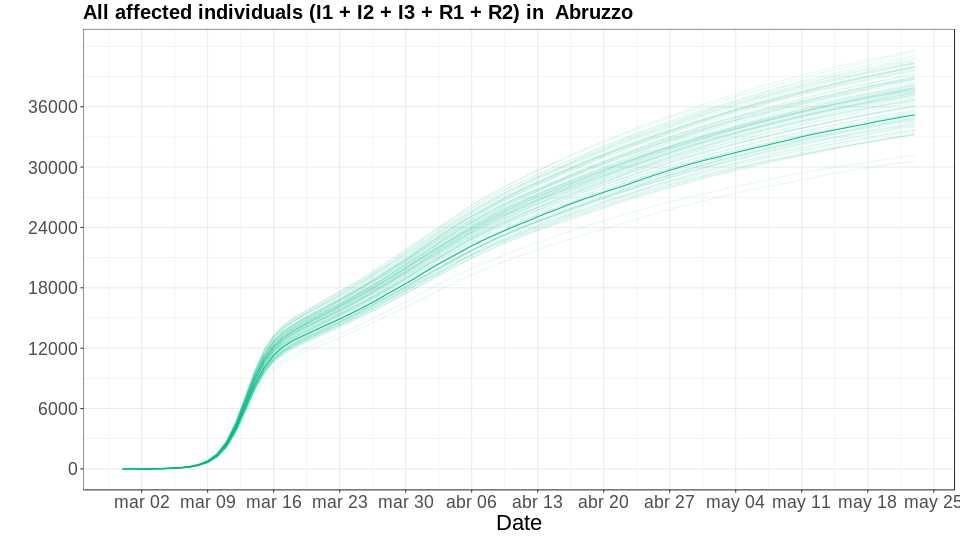 All affected individuals (I1 + I2 + I3 + R1 + R2) in  Abruzzo
36000
30000
24000
18000
12000
6000
0
mar 02 mar 09 mar 16 mar 23 mar 30 abr 06 abr 13 abr 20 abr 27 may 04 may 11 may 18 may 25
Date